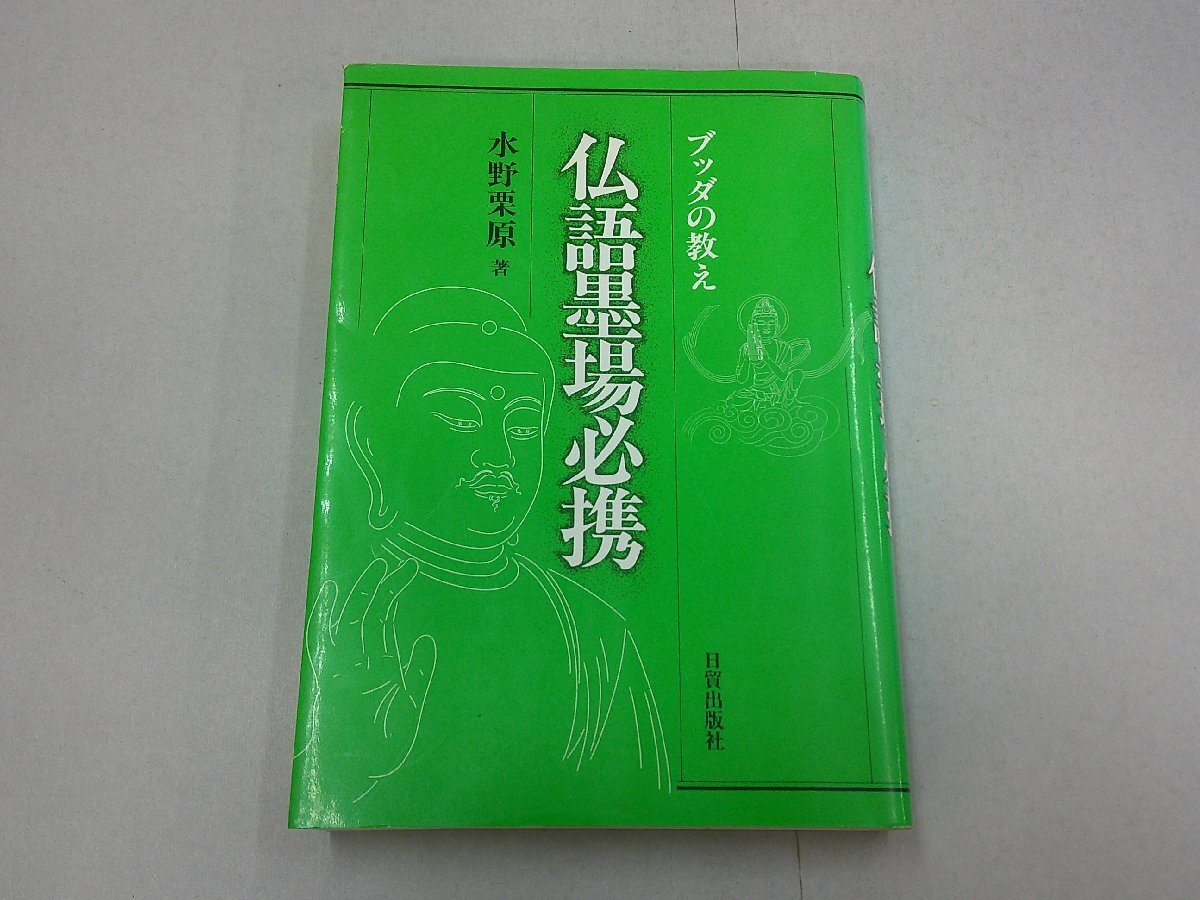 ブッダの教え
仏語墨場必携
水野栗原 著
日貿出版社